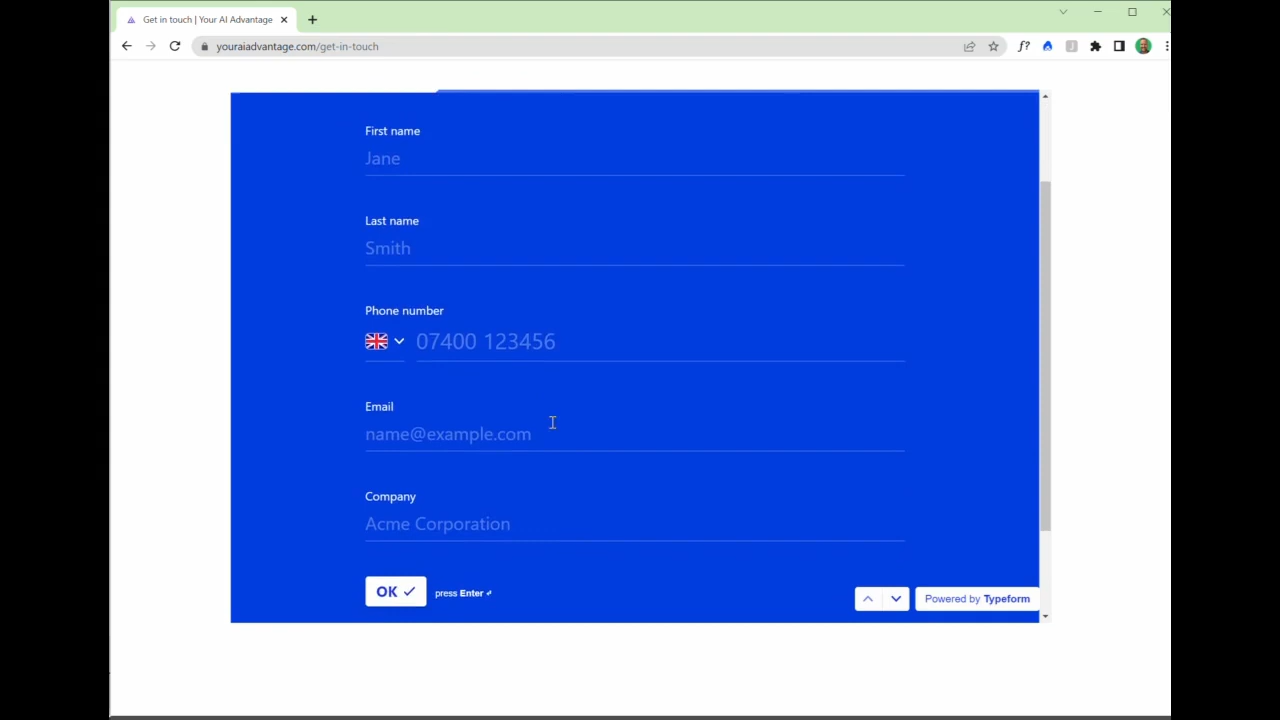 Get in touch | Your AI Advantage
youraiadvantage.com/get-in-touch
f?
First name
Jane
Last name
Smith
Phone number
07400 123456
Email
name@example.com
Company
Acme Corporation
OK
press Enter ↵
Powered by Typeform